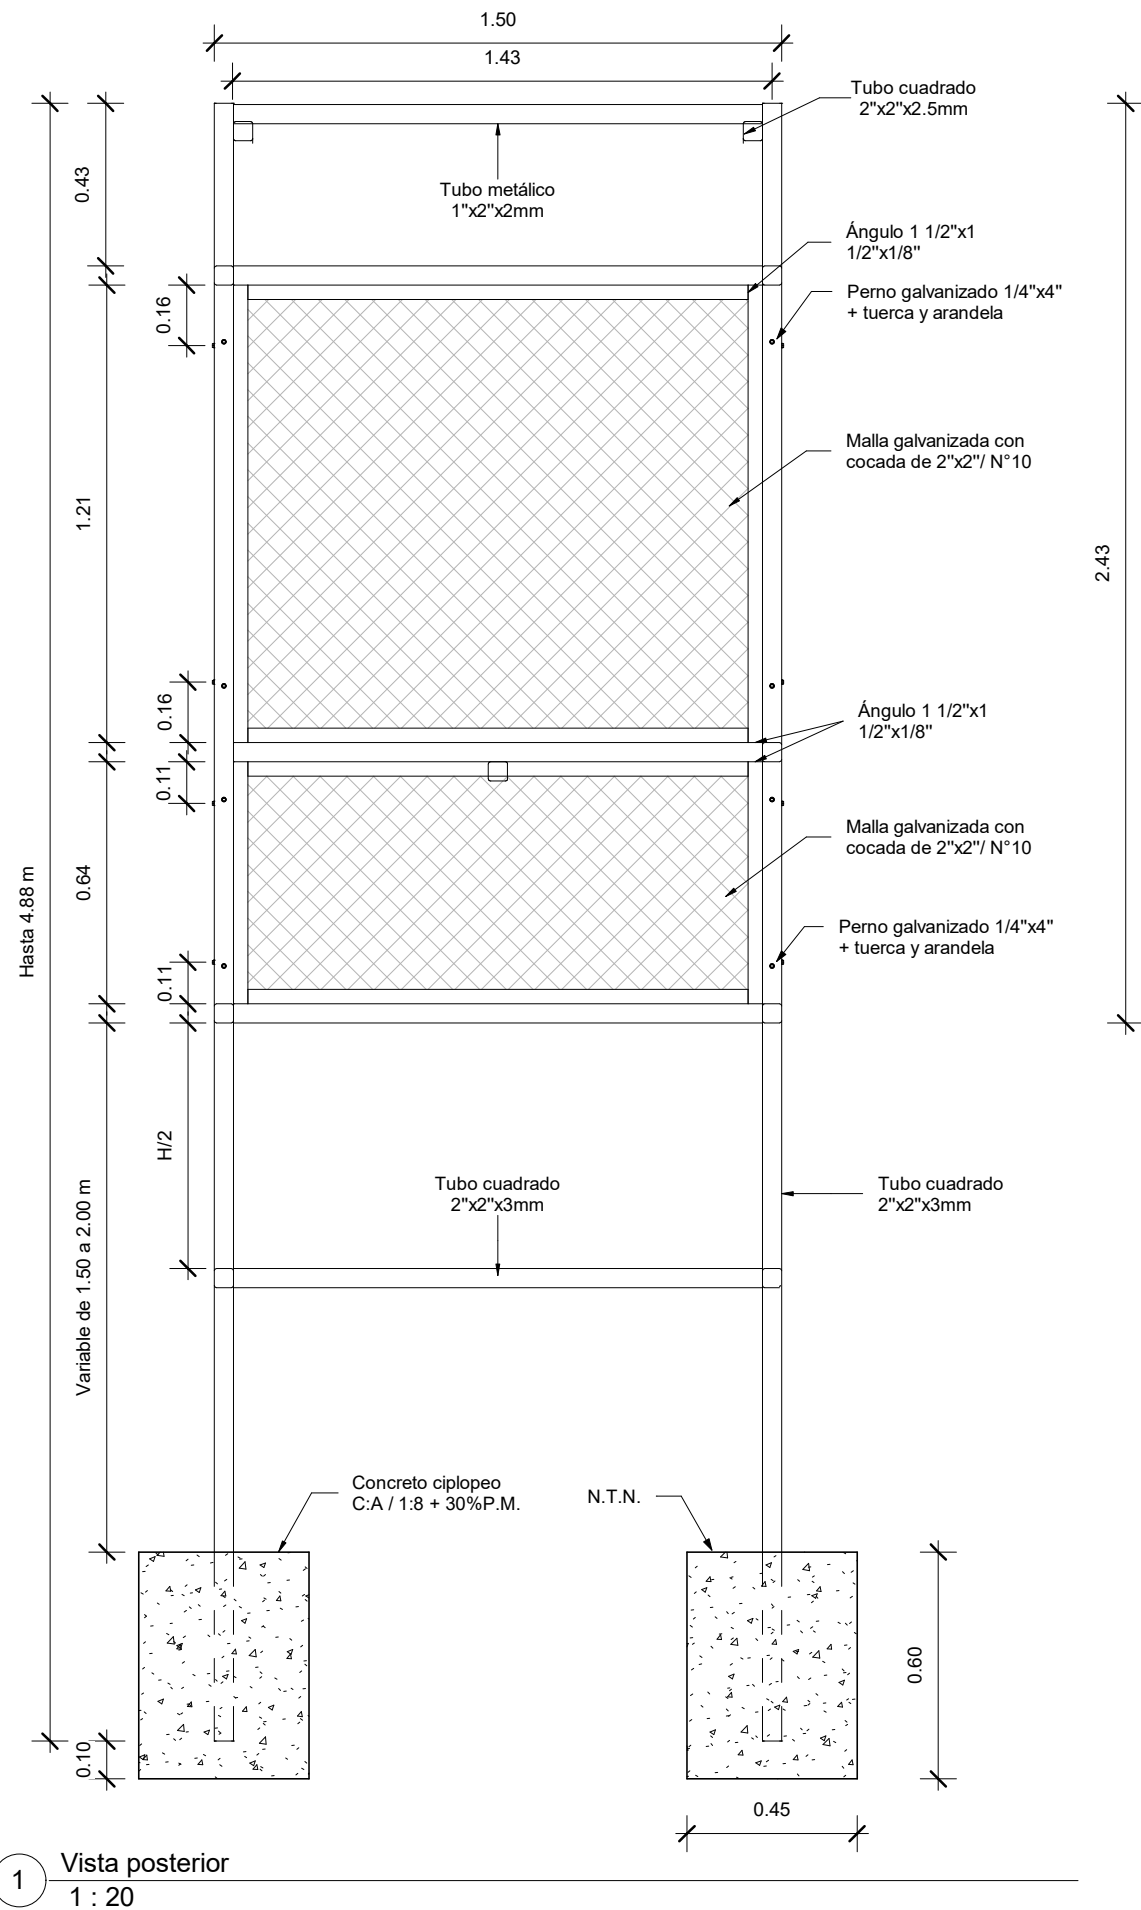 1.50
1.43
Tubo cuadrado
2"x2"x2.5mm
0.43
Tubo metálico
1"x2"x2mm
Ángulo 1 1/2"x1
1/2"x1/8"
0.16
Perno galvanizado 1/4"x4"
+ tuerca y arandela
Malla galvanizada con
cocada de 2"x2"/ N°10
1.21
2.43
0.16
Ángulo 1 1/2"x1
1/2"x1/8"
0.11
Malla galvanizada con
cocada de 2"x2"/ N°10
0.64
Hasta 4.88 m
Perno galvanizado 1/4"x4"
+ tuerca y arandela
0.11
H/2
Tubo cuadrado
2"x2"x3mm
Tubo cuadrado
2"x2"x3mm
Variable de 1.50 a 2.00 m
Concreto ciplopeo
C:A / 1:8 + 30%P.M.
N.T.N.
0.60
0.10
0.45
1
Vista posterior
1 : 20